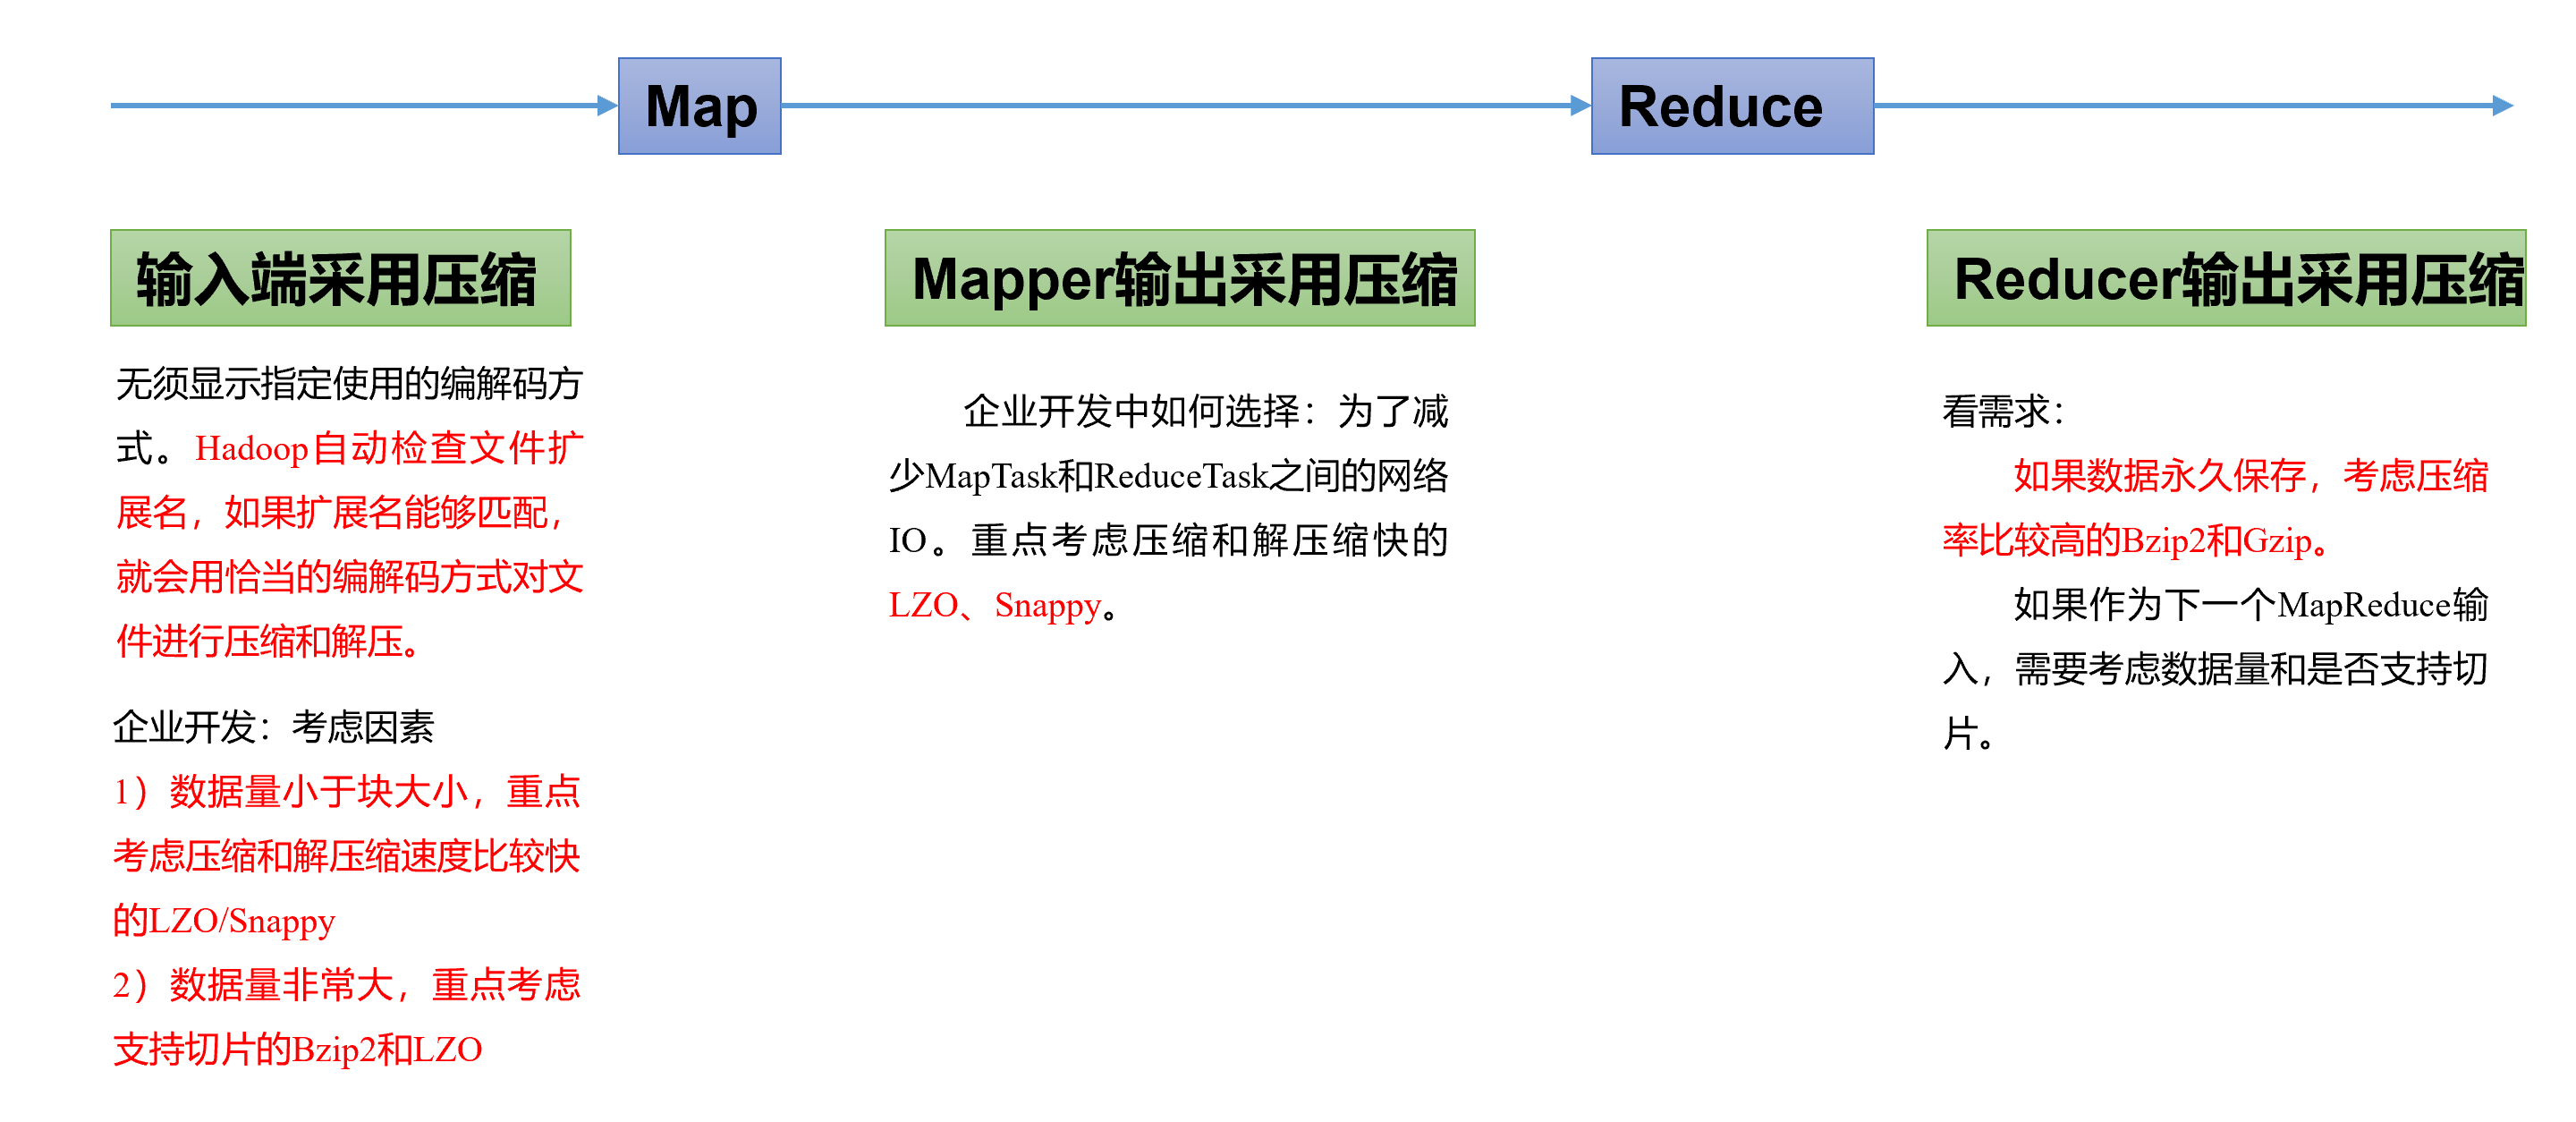 Map
Reduce
输入端采用压缩
无须显示指定使用的编解码方
式。Hadoop自动检查文件扩
展名，如果扩展名能够匹配，
就会用恰当的编解码方式对文
件进行压缩和解压。
企业开发：考虑因素
1）数据量小于块大小，重点
考虑压缩和解压缩速度比较快
的LZO/Snappy
2）数据量非常大，重点考虑
支持切片的Bzip2和LZO
Mapper输出采用压缩
企业开发中如何选择：为了减
少MapTask和ReduceTask之间的网络
IO。重点考虑压缩和解压缩快的
LZO、Snappy。
Reducer输出采用压缩
看需求：
如果数据永久保存，考虑压缩
率比较高的Bzip2和Gzip。
如果作为下一个MapReduce输
入，需要考虑数据量和是否支持切
片。